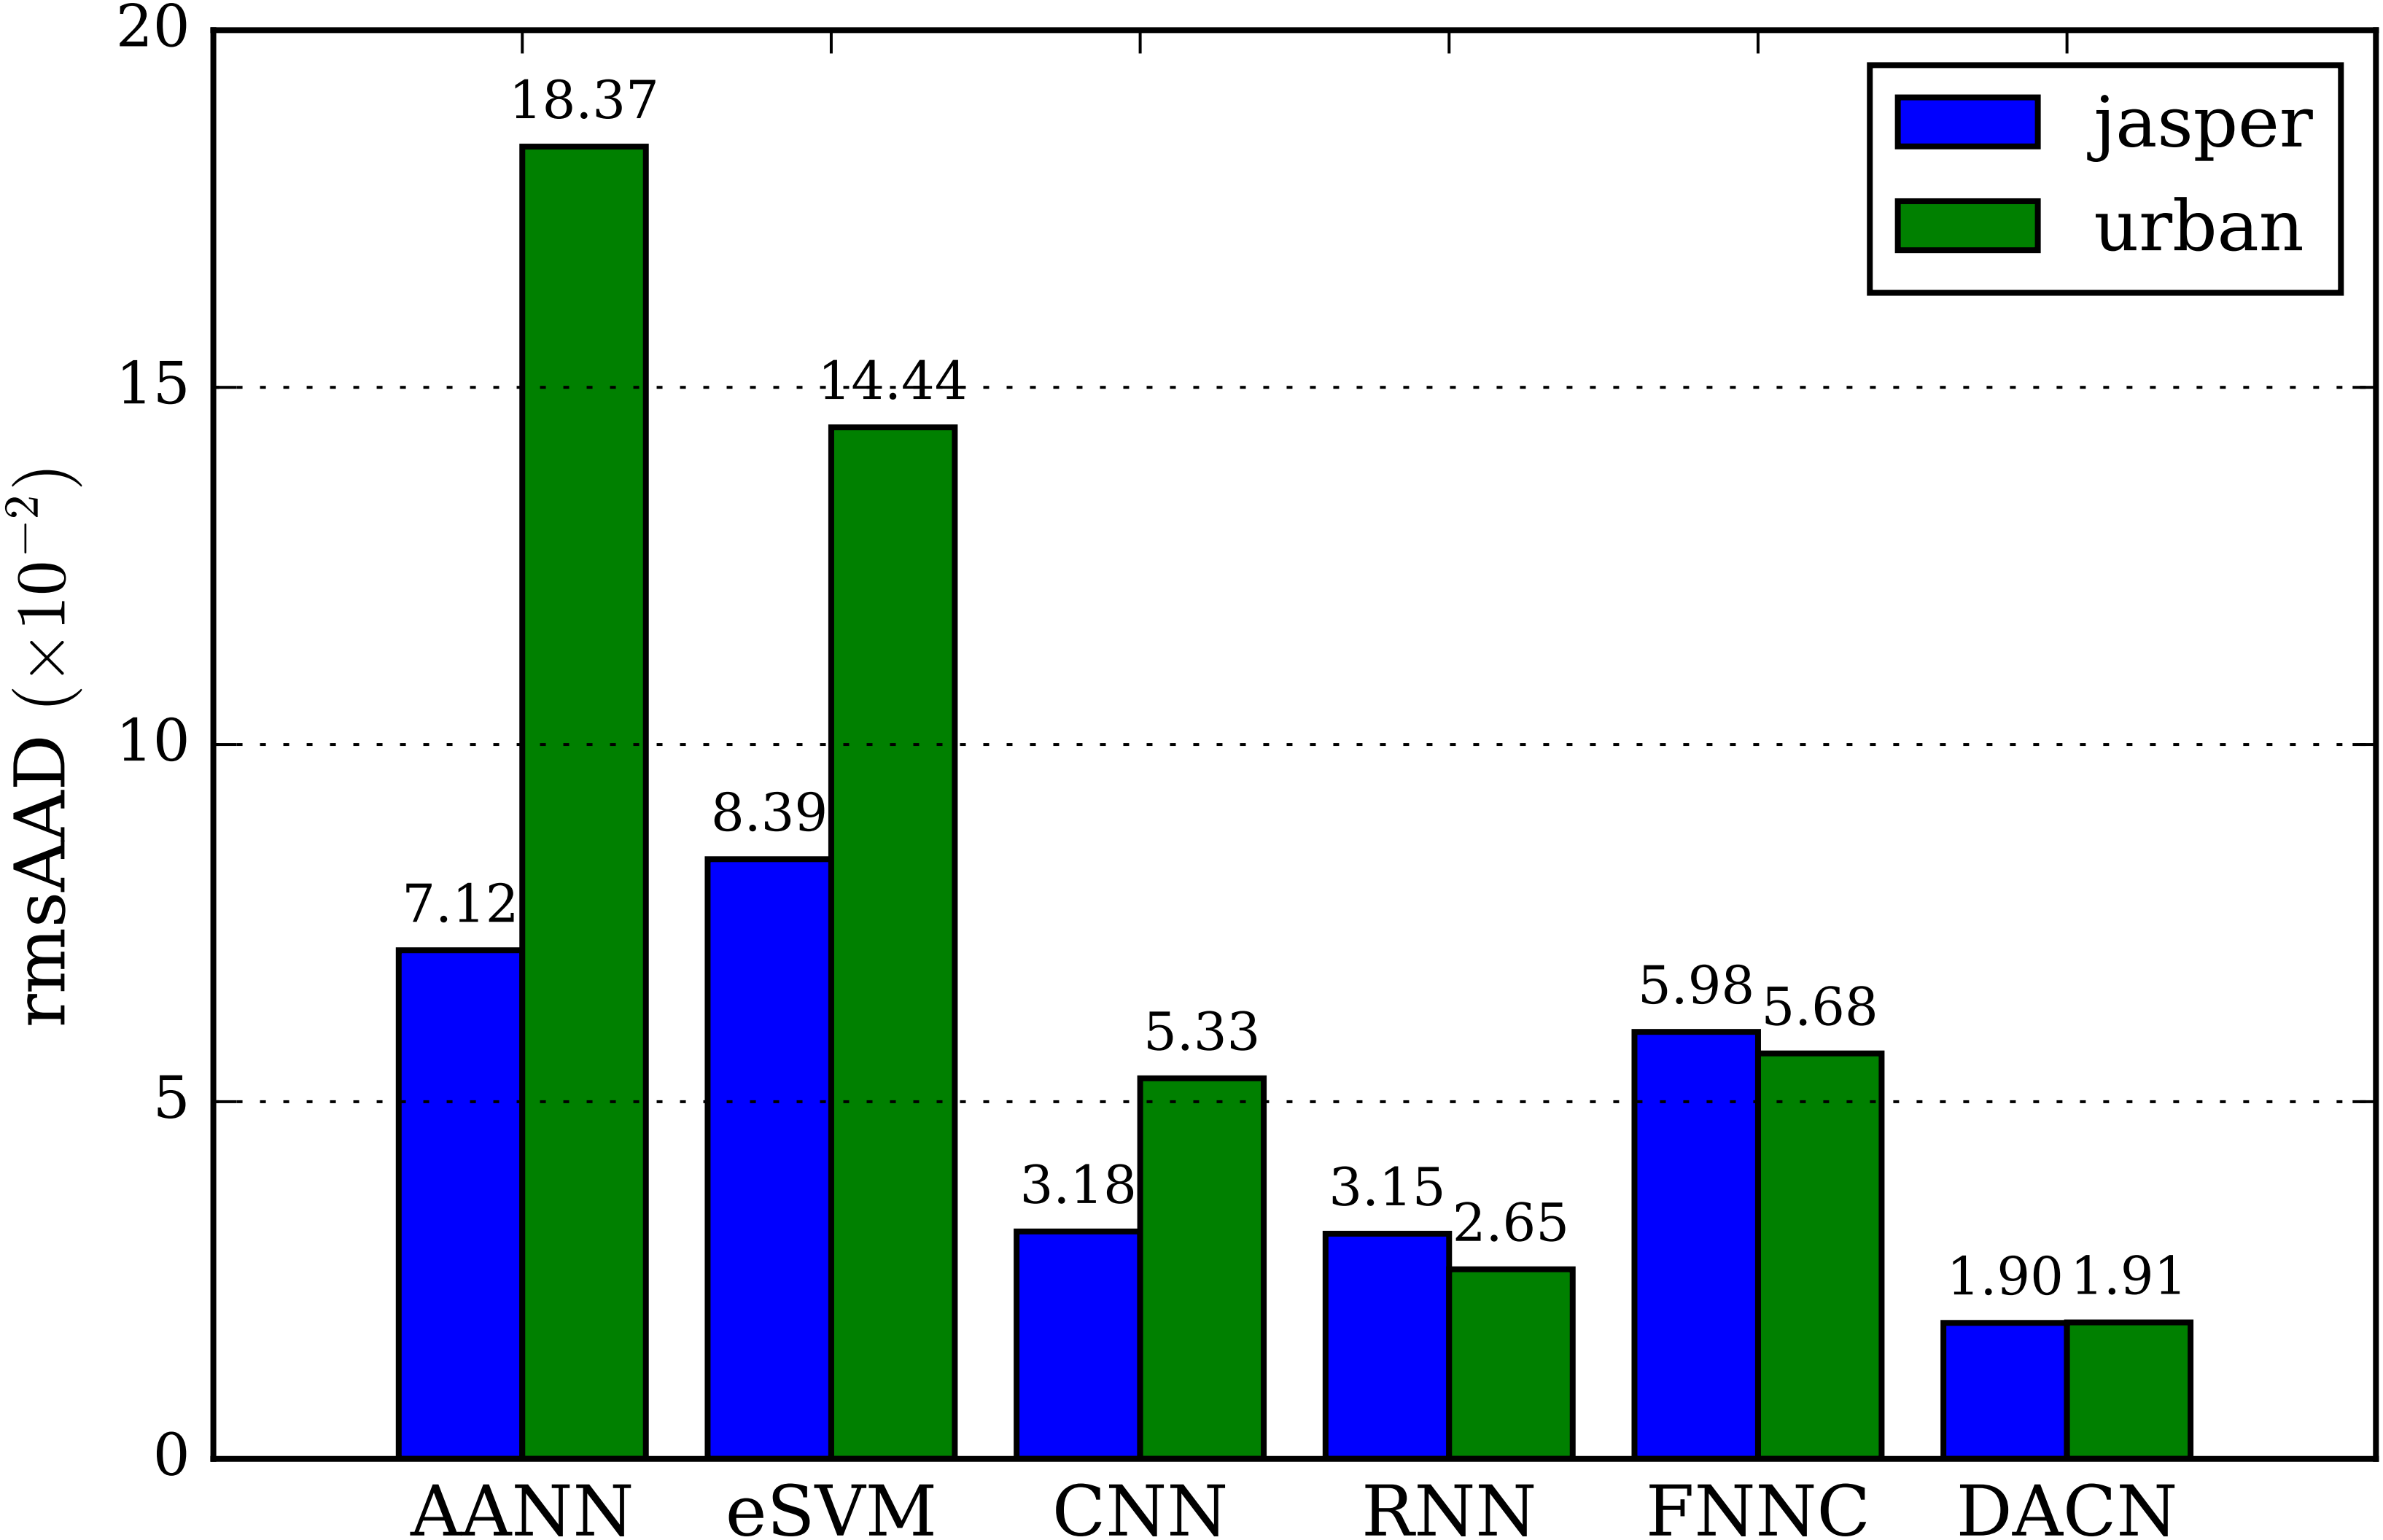 rmsAAD (×10⁻²)
20
15
10
5
0
jasper
urban
7.12
18.37
8.39
14.44
3.18
5.33
3.15
2.65
5.98
5.68
1.90
1.91
AANN
eSVM
CNN
RNN
FNNC
DACN